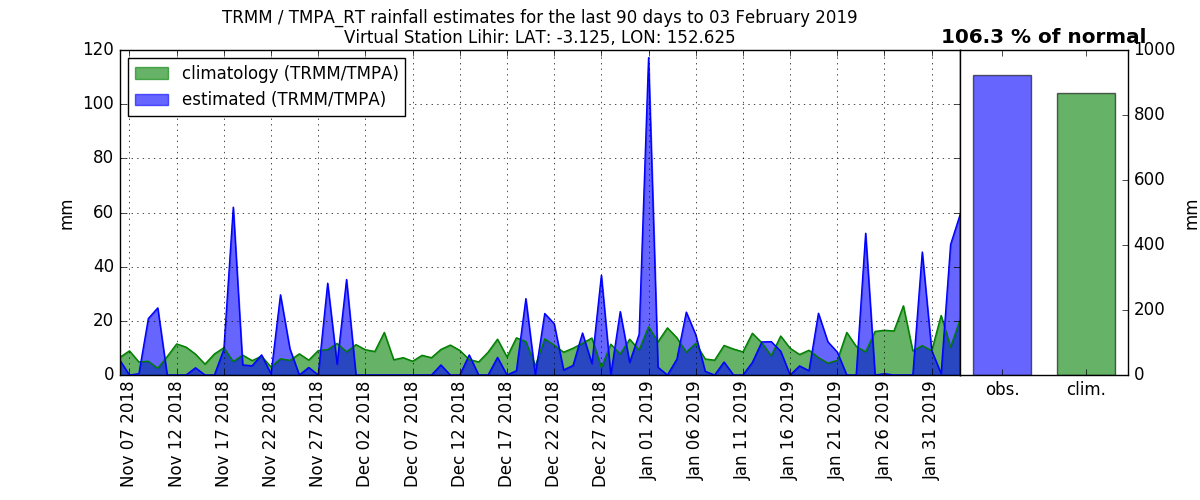 TRMM / TMPA_RT rainfall estimates for the last 90 days to 03 February 2019
Virtual Station Lihir: LAT: -3.125, LON: 152.625
106.3 % of normal
climatology (TRMM/TMPA)
estimated (TRMM/TMPA)
mm
120
100
80
60
40
20
0
Nov 07 2018
Nov 12 2018
Nov 17 2018
Nov 22 2018
Nov 27 2018
Dec 02 2018
Dec 07 2018
Dec 12 2018
Dec 17 2018
Dec 22 2018
Dec 27 2018
Jan 01 2019
Jan 06 2019
Jan 11 2019
Jan 16 2019
Jan 21 2019
Jan 26 2019
Jan 31 2019
obs.
clim.
1000
800
600
400
200
0
mm